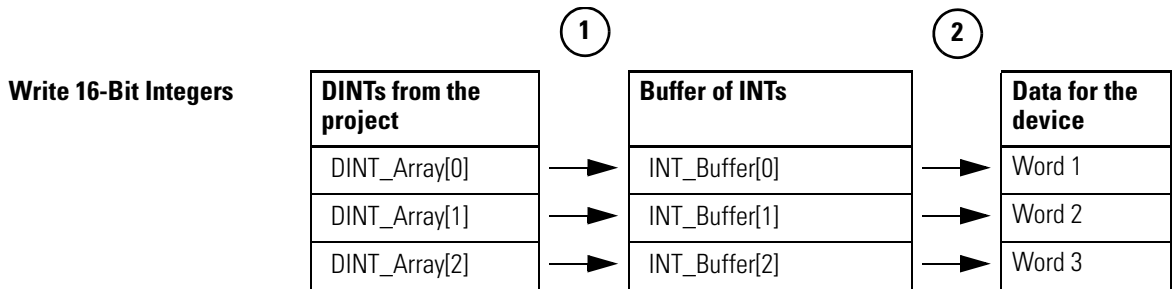 1 2
Write 16-Bit Integers
DINTs from the project
Buffer of INTs
Data for the device
DINT_Array[0] INT_Buffer[0] Word 1
DINT_Array[1] INT_Buffer[1] Word 2
DINT_Array[2] INT_Buffer[2] Word 3